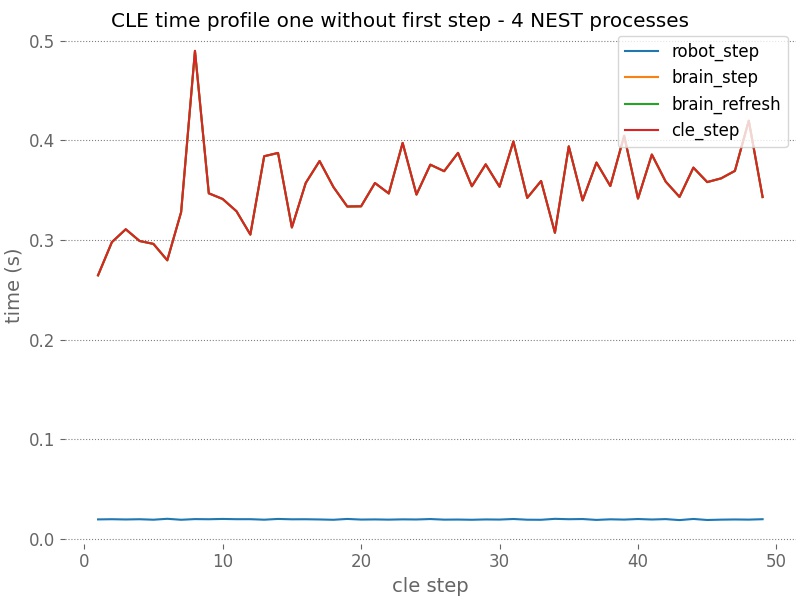 CLE time profile one without first step - 4 NEST processes
robot_step
brain_step
brain_refresh
cle_step
time (s)
0.5
0.4
0.3
0.2
0.1
0.0
0 10 20 30 40 50
cle step